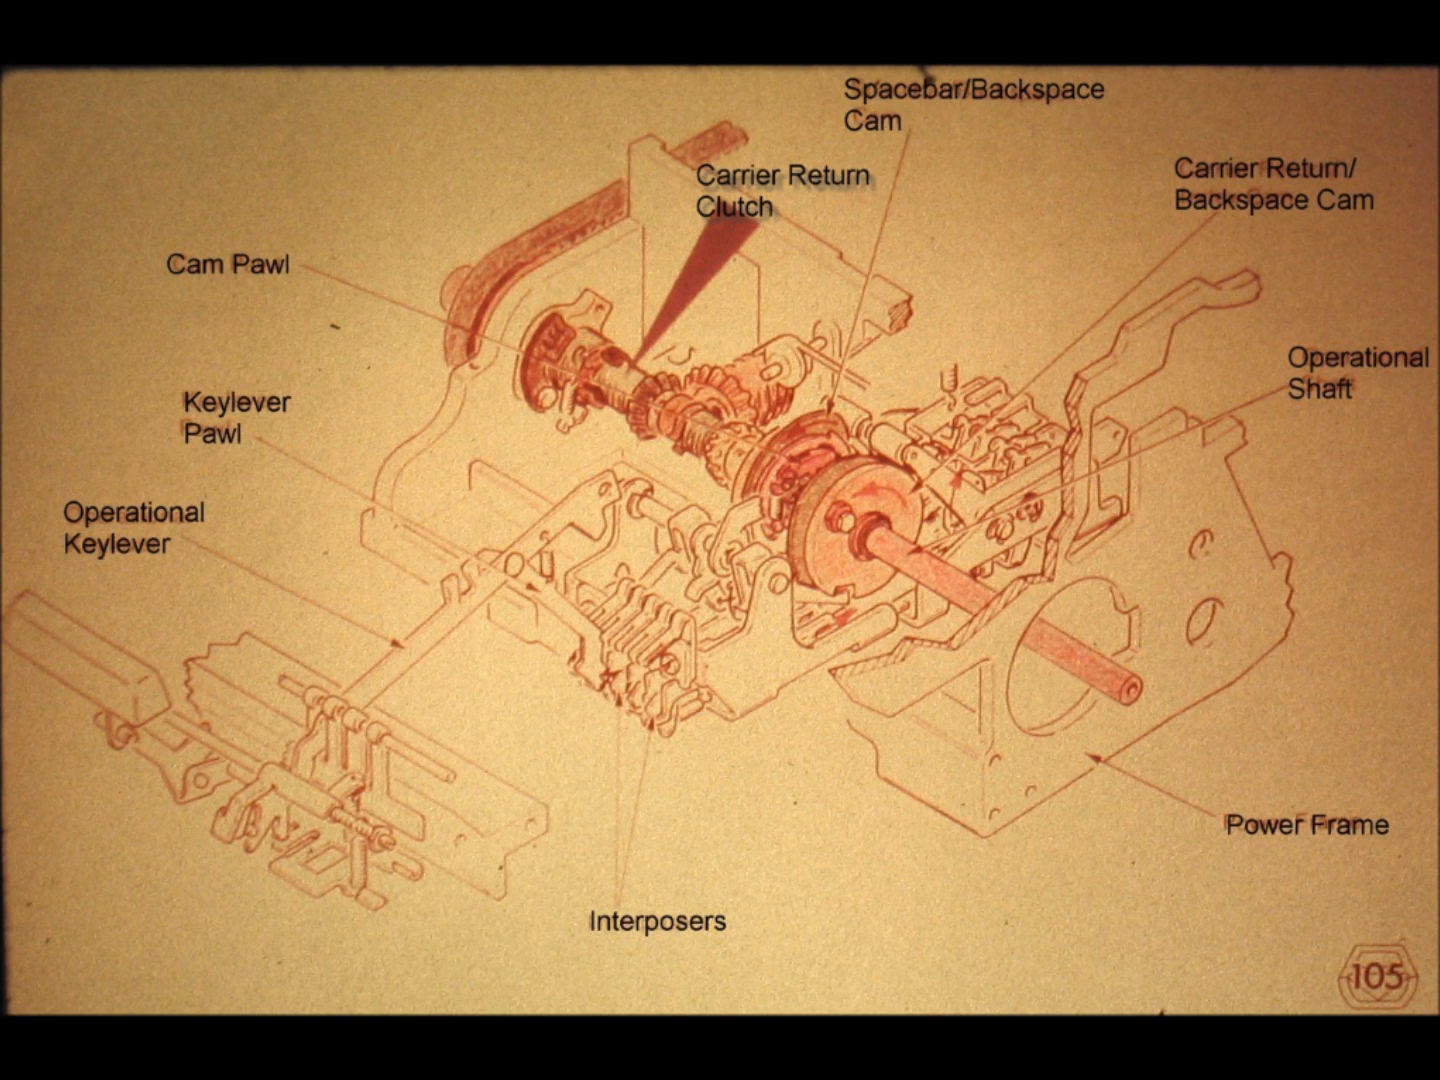 Spacebar/Backspace
Cam
Carrier Return
Clutch
Carrier Return/
Backspace Cam
Cam Pawl
Operational
Shaft
Keylever
Pawl
Operational
Keylever
Power Frame
Interposers
105